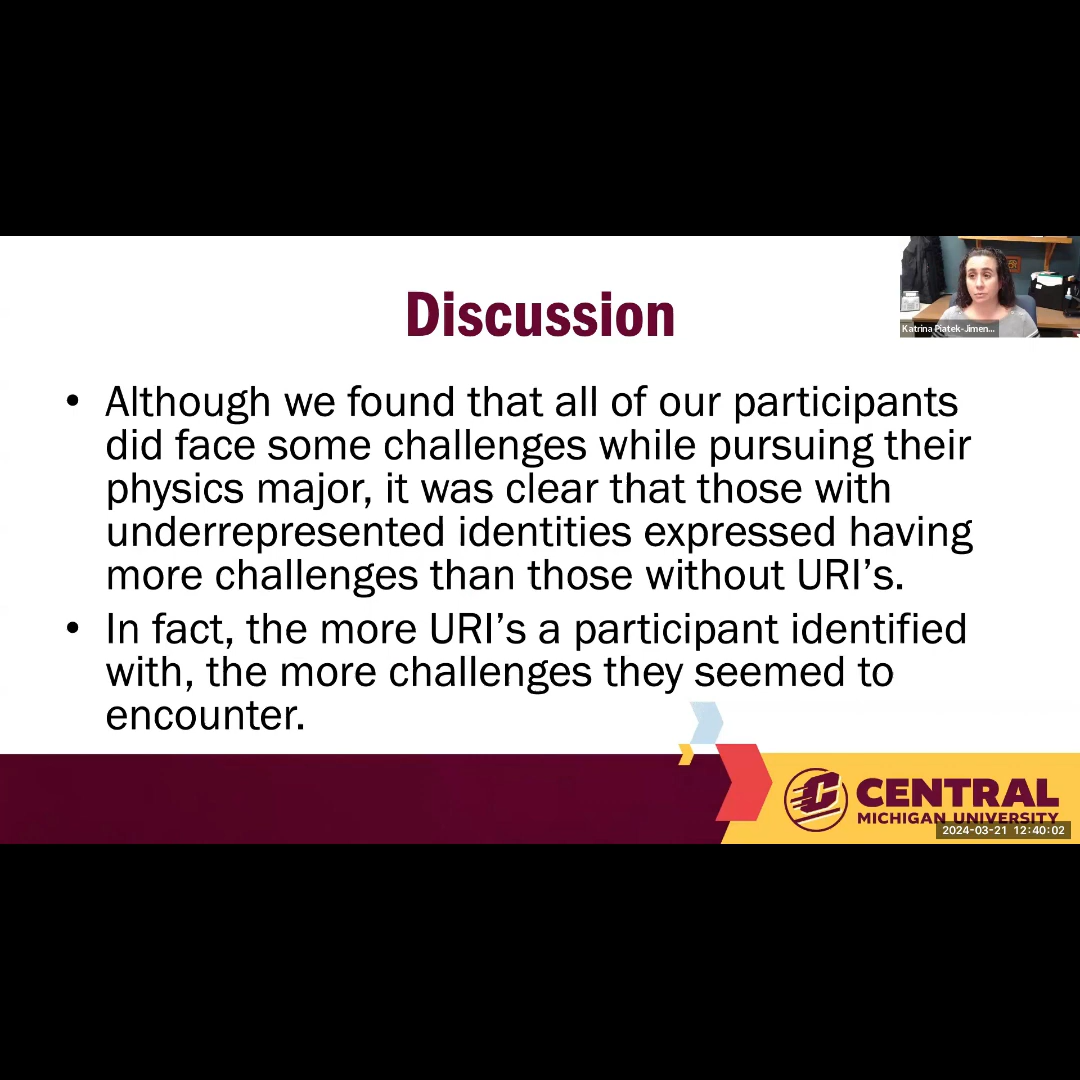 Discussion
Katrina Piatek-Jimen...
• Although we found that all of our participants
did face some challenges while pursuing their
physics major, it was clear that those with
underrepresented identities expressed having
more challenges than those without URI’s.
• In fact, the more URI’s a participant identified
with, the more challenges they seemed to
encounter.
CENTRAL
MICHIGAN UNIVERSITY
2024-03-21 12:40:02